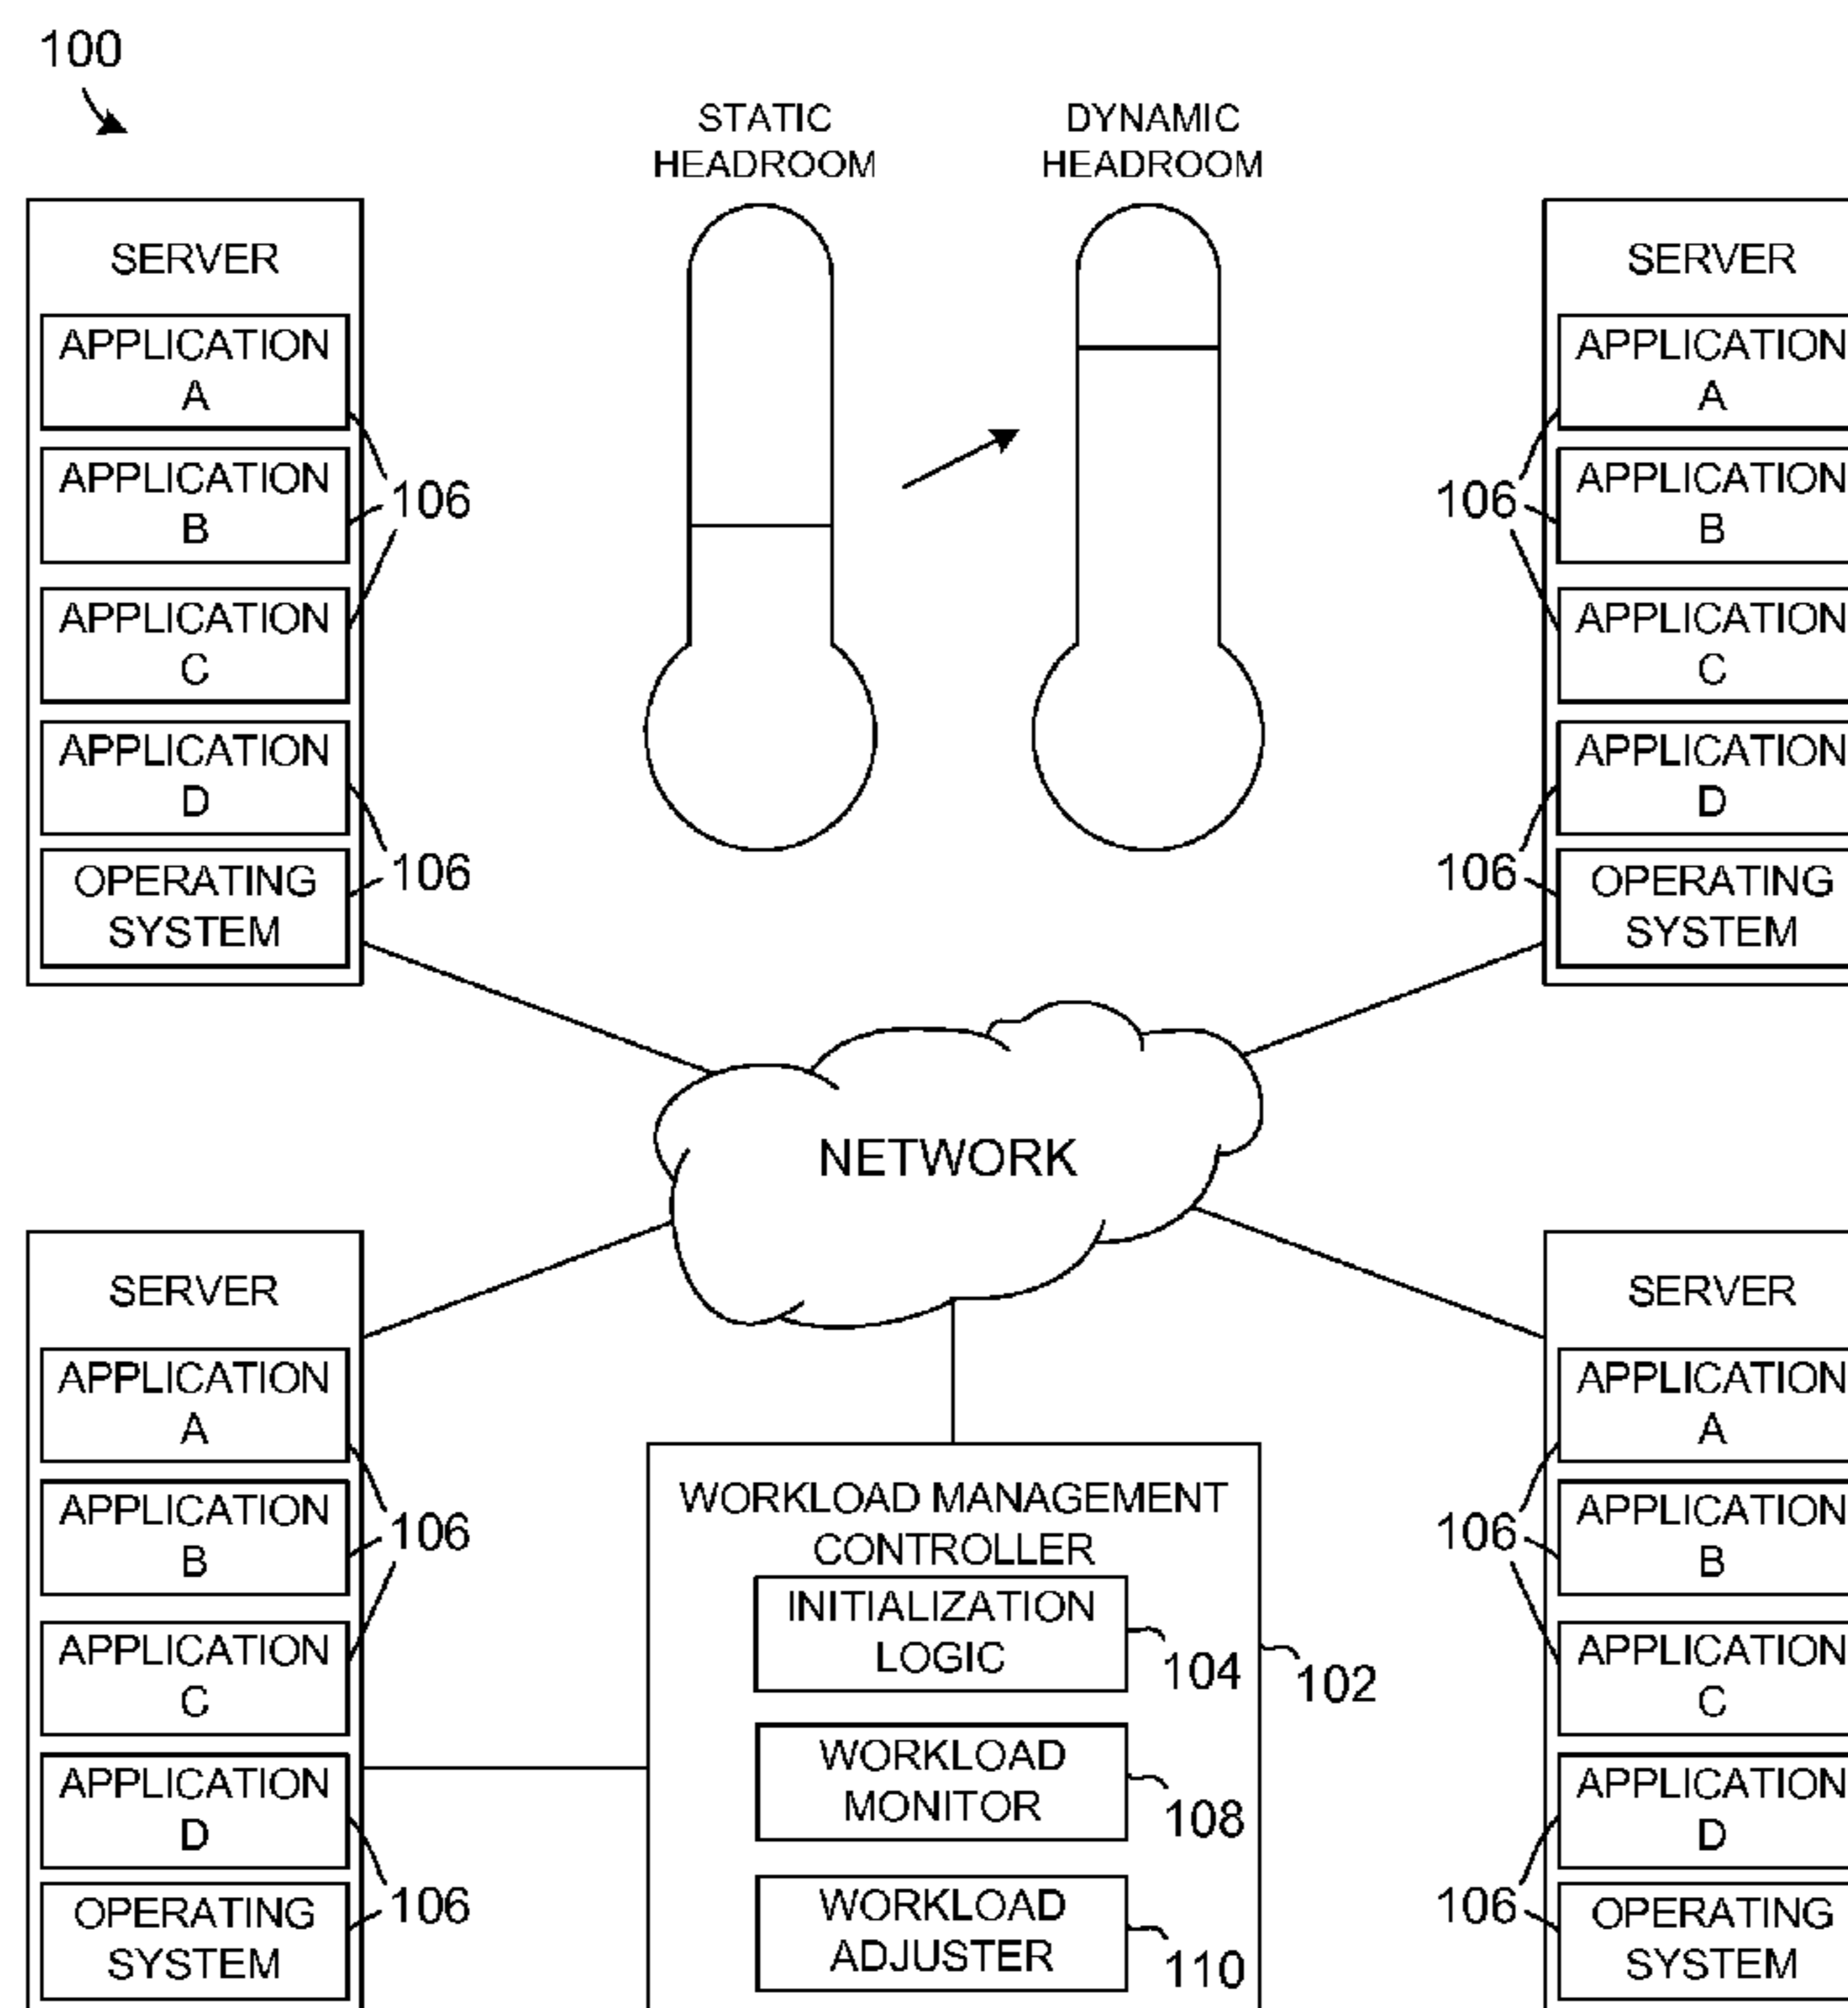 100
STATIC
HEADROOM
DYNAMIC
HEADROOM
SERVER
APPLICATION
A
APPLICATION
B
APPLICATION
C
APPLICATION
D
OPERATING
SYSTEM
106
106
SERVER
APPLICATION
A
APPLICATION
B
APPLICATION
C
APPLICATION
D
OPERATING
SYSTEM
106
106
NETWORK
SERVER
APPLICATION
A
APPLICATION
B
APPLICATION
C
APPLICATION
D
OPERATING
SYSTEM
106
106
WORKLOAD MANAGEMENT
CONTROLLER
INITIALIZATION
LOGIC
104
102
WORKLOAD
MONITOR
108
WORKLOAD
ADJUSTER
110
SERVER
APPLICATION
A
APPLICATION
B
APPLICATION
C
APPLICATION
D
OPERATING
SYSTEM
106
106